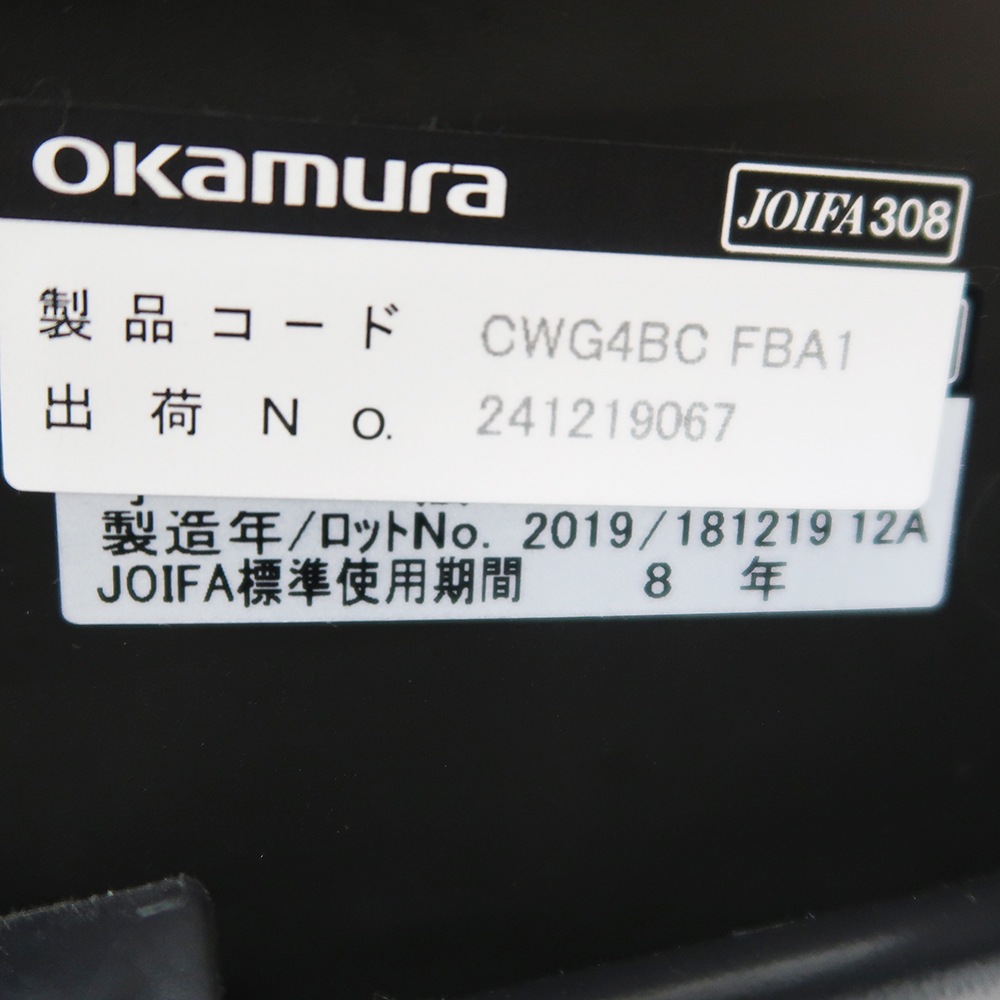 okamura
JOIFA308
製品コード CWG4BC FBA1
出荷No. 241219067
製造年/ロットNo. 2019/181219 12A
JOIFA標準使用期間 8 年